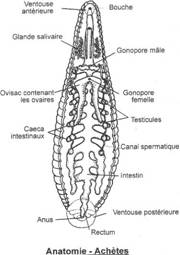 Ventouse
antérieure
Bouche
Glande salivaire
Gonopore mâle
Ovisac contenant
les ovaires
Gonopore
femelle
Testicules
Caeca
intestinaux
Canal spermatique
Intestin
Anus
Ventouse postérieure
Rectum
Anatomie - Achètes